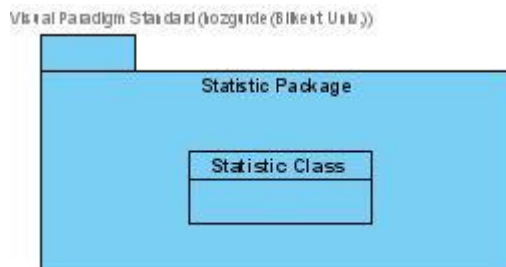 Visual Paradigm Standard(kozgurde(Bilkent Univ.))
Statistic Package
Statistic Class